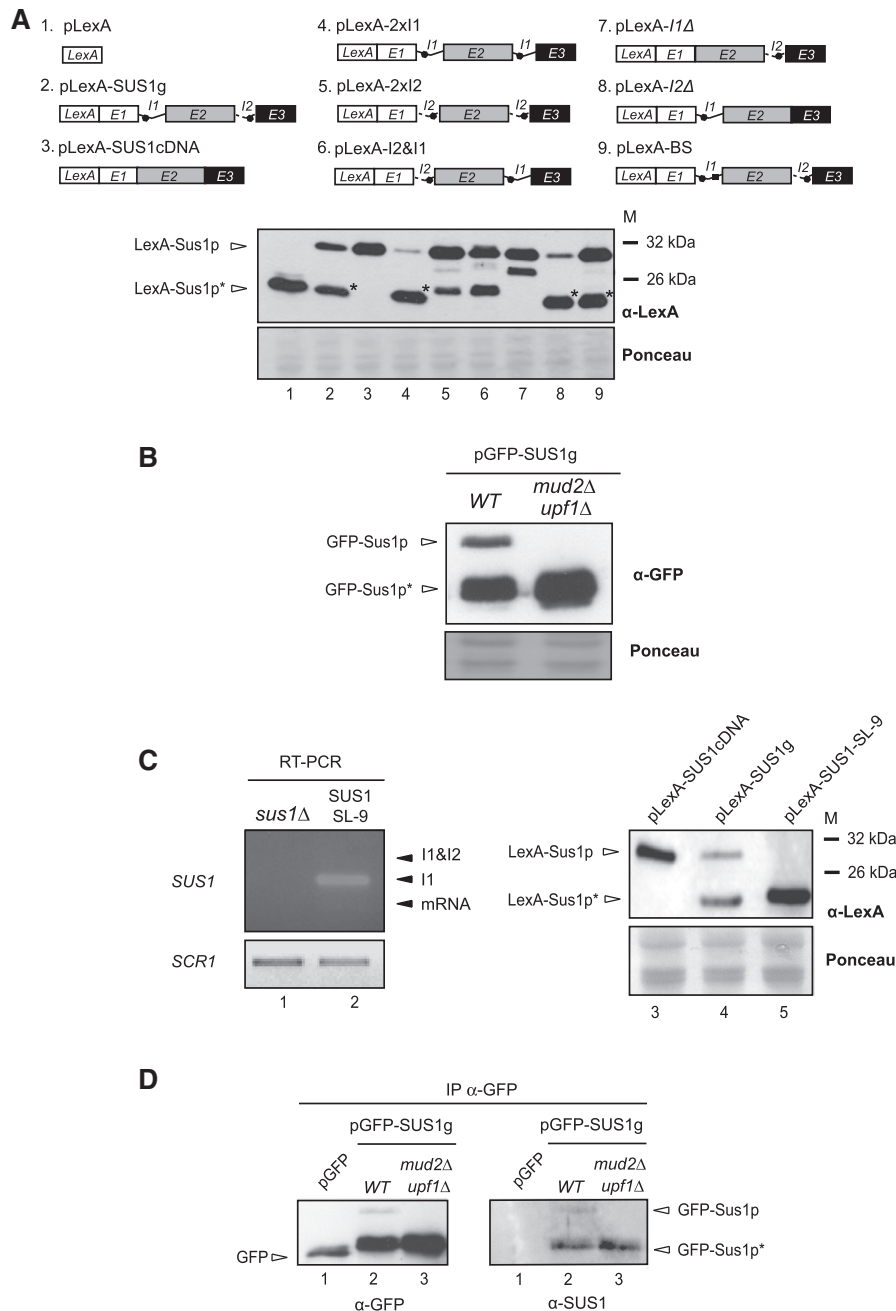 A
1. pLexA
LexA
2. pLexA-SUS1g
LexA E1 I1 E2 I2 E3
3. pLexA-SUS1cDNA
LexA E1 E2 E3
4. pLexA-2xI1
LexA E1 I1 E2 I1 E3
5. pLexA-2xI2
LexA E1 I2 E2 I2 E3
6. pLexA-I2&I1
LexA E1 I2 E2 I1 E3
7. pLexA-I1Δ
LexA E1 E2 I2 E3
8. pLexA-I2Δ
LexA E1 I1 E2 E3
9. pLexA-BS
LexA E1 I1 E2 I2 E3
M
LexA-Sus1p
32 kDa
26 kDa
LexA-Sus1p*
* * * *
α-LexA
Ponceau
1 2 3 4 5 6 7 8 9
B
pGFP-SUS1g
WT mud2Δ upf1Δ
GFP-Sus1p
GFP-Sus1p*
α-GFP
Ponceau
C
RT-PCR
sus1Δ SUS1 SL-9
SUS1
I1&I2
I1
mRNA
SCR1
1 2
pLexA-SUS1cDNA
pLexA-SUS1g
pLexA-SUS1-SL-9
M
LexA-Sus1p
32 kDa
26 kDa
LexA-Sus1p*
α-LexA
Ponceau
3 4 5
D
IP α-GFP
pGFP-SUS1g
pGFP WT mud2Δ upf1Δ
GFP
1 2 3
α-GFP
pGFP-SUS1g
pGFP WT mud2Δ upf1Δ
GFP-Sus1p
GFP-Sus1p*
1 2 3
α-SUS1